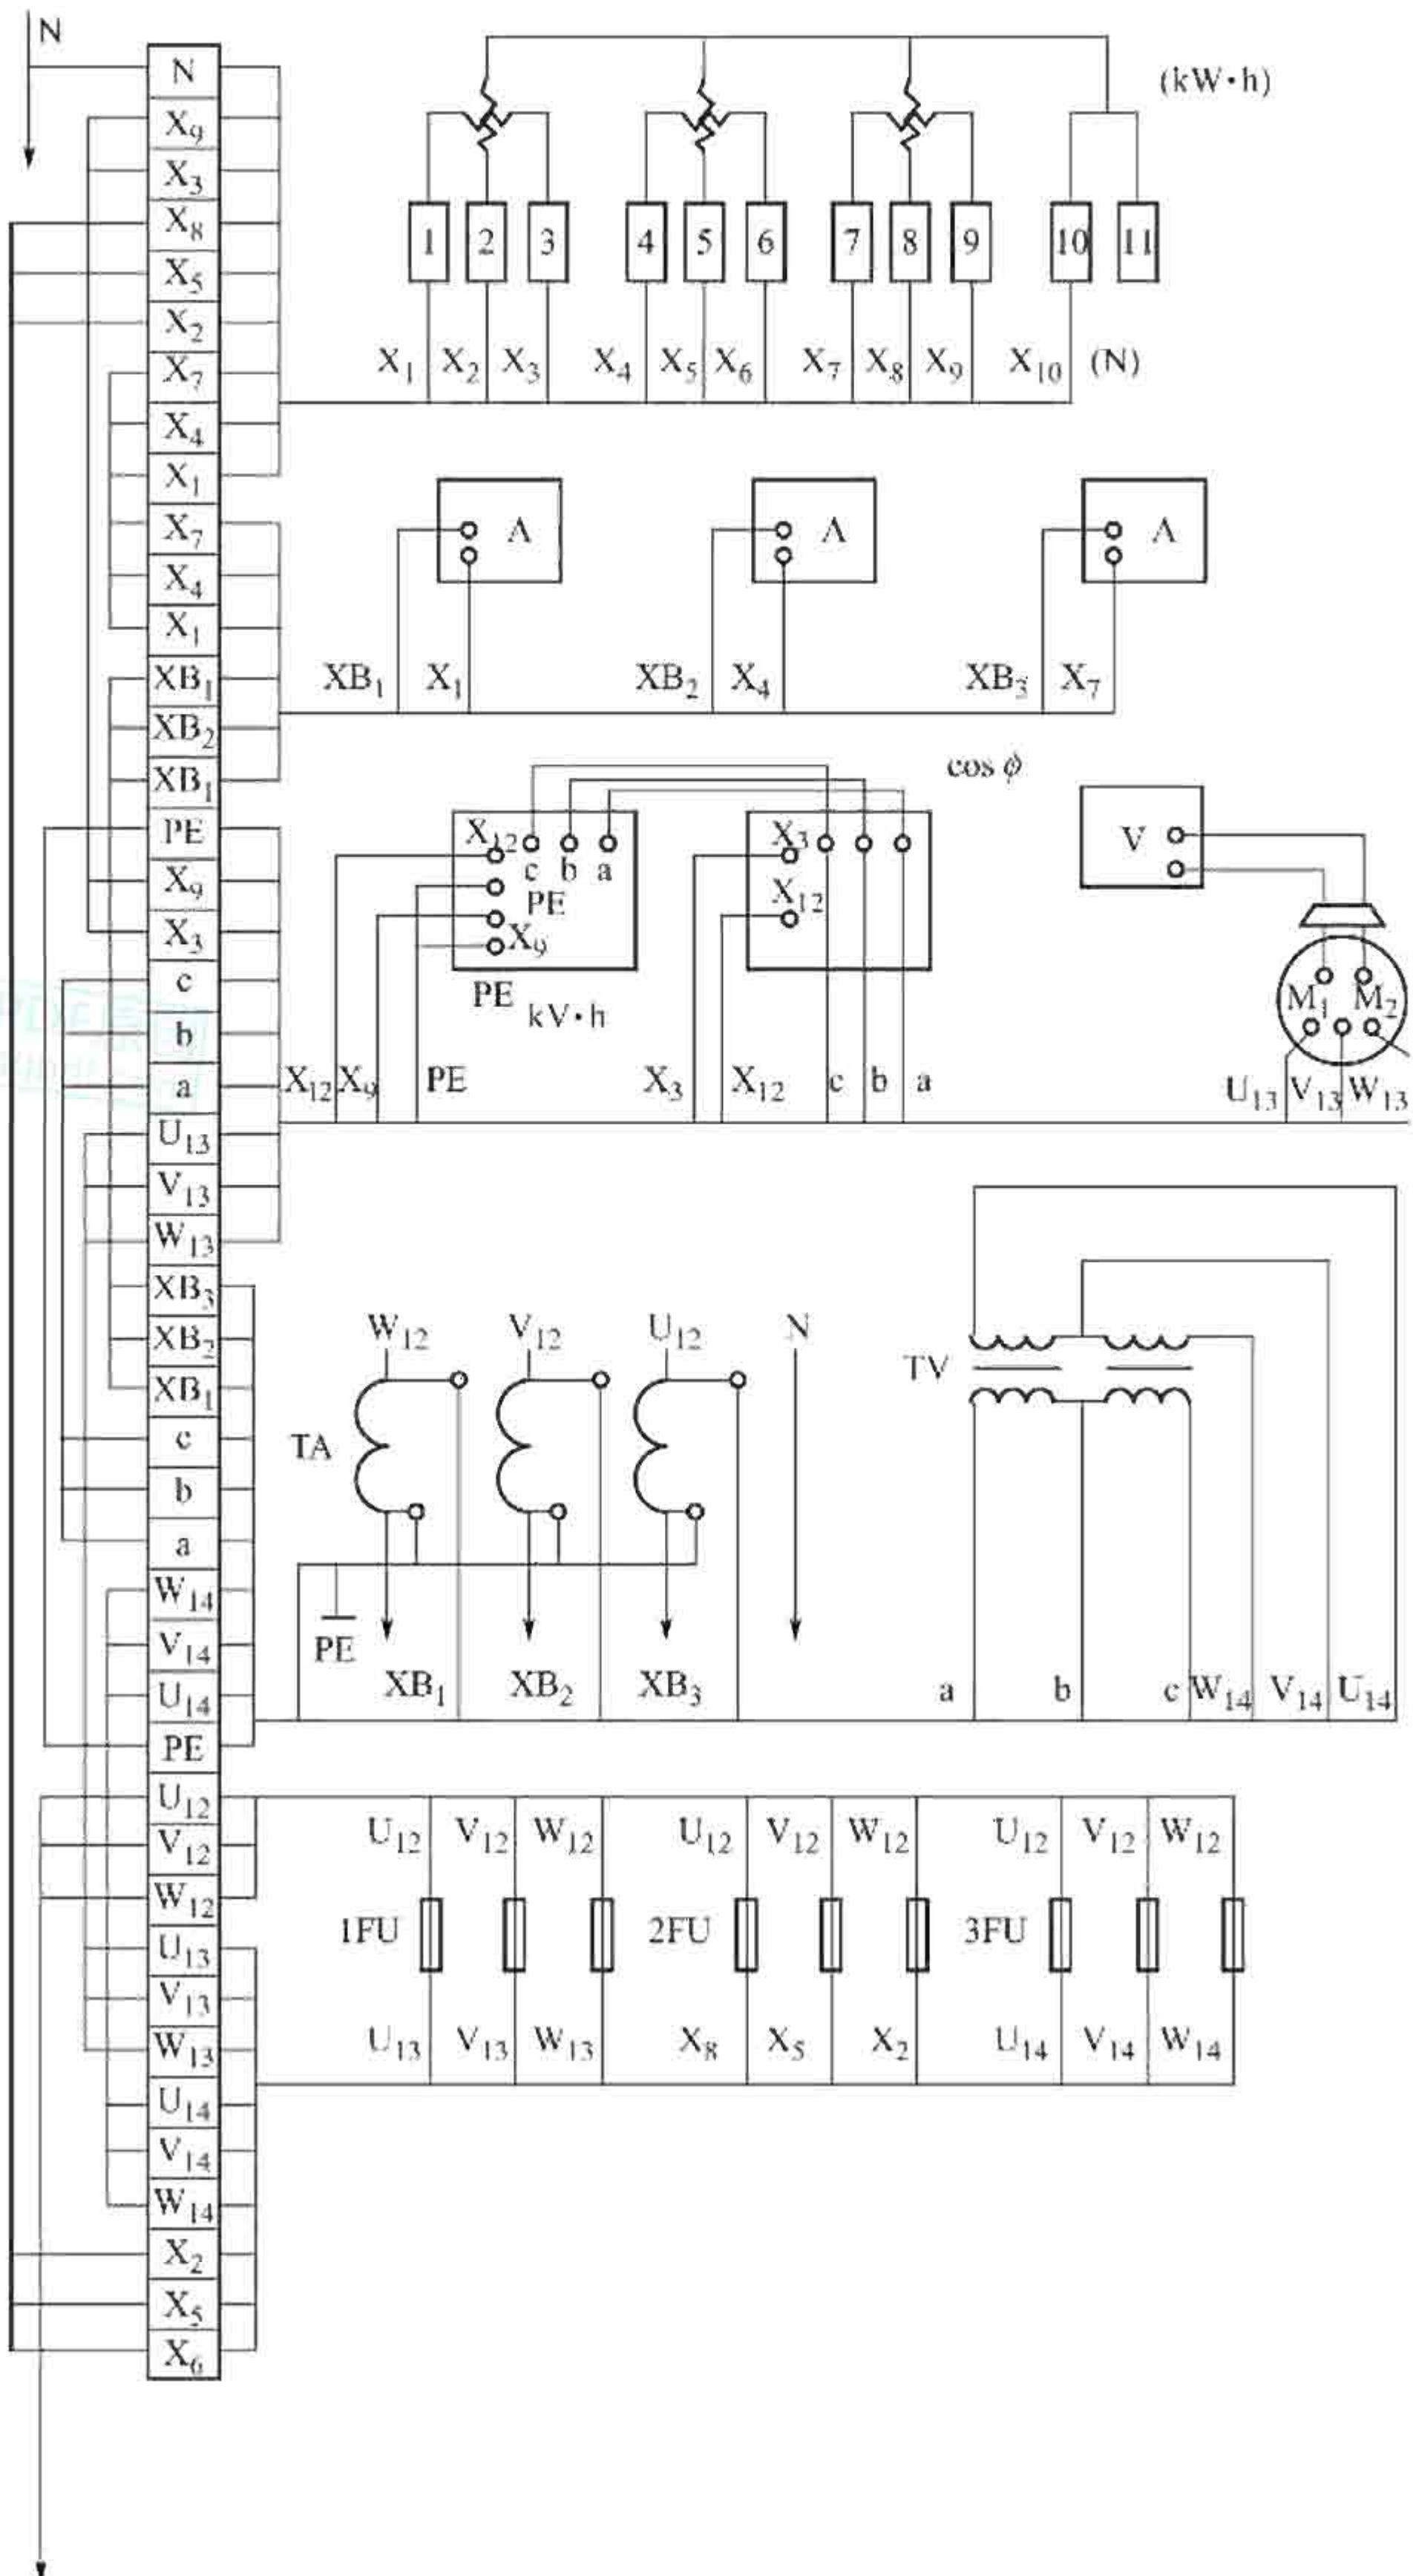 N
N
X9
X3
X8
X5
X2
X7
X4
X1
X7
X4
X1
XB1
XB2
XB1
PE
X9
X3
c
b
a
U13
V13
W13
XB3
XB2
XB1
c
b
a
W14
V14
U14
PE
U12
V12
W12
U13
V13
W13
U14
V14
W14
X2
X5
X6
(kW·h)
1 2 3 4 5 6 7 8 9 10 11
X1 X2 X3 X4 X5 X6 X7 X8 X9 X10 (N)
A A A
XB1 X1 XB2 X4 XB3 X7
cos ϕ
X12 c b a
PE
X9
PE kV·h
X3
X12
V
M1 M2
X12 X9 PE X3 X12 c b a U13 V13 W13
W12 V12 U12 N
TA
TV
PE
XB1 XB2 XB3 a b c W14 V14 U14
U12 V12 W12 U12 V12 W12 U12 V12 W12
1FU 2FU 3FU
U13 V13 W13 X8 X5 X2 U14 V14 W14